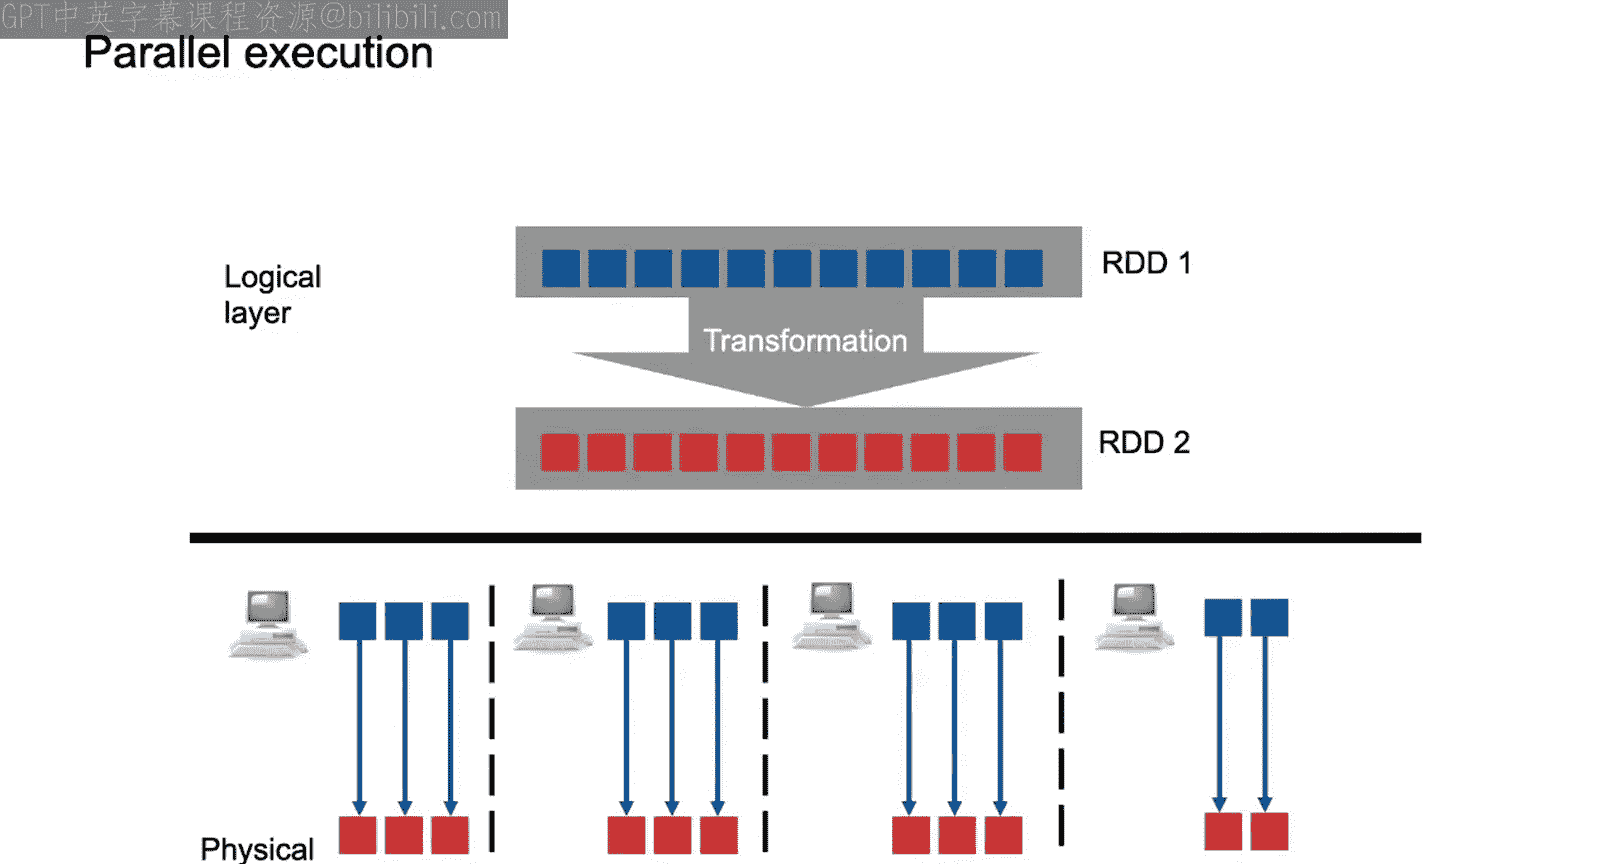 GPT中英字幕课程资源@bilibili.com
Parallel execution
RDD 1
Logical
layer
Transformation
RDD 2
Physical